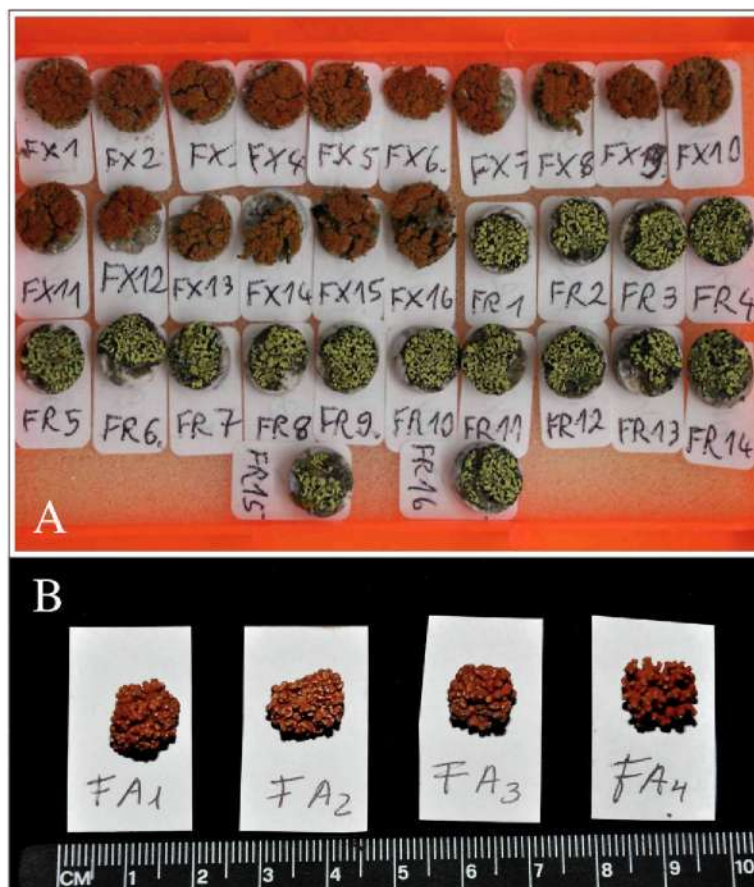 FX1 FX2 FX FX4 FX5 FX6. FX7 FX8 FX9. FX10
FX11 FX12 FX13 FX14 FX15 FX16 FR1 FR2 FR3 FR4
FR5 FR6. FR7 FR8 FR9. FR10 FR11 FR12 FR13 FR14
FR15 FR16
A
B
FA1 FA2 FA3 FA4
CM 1 2 3 4 5 6 7 8 9 10